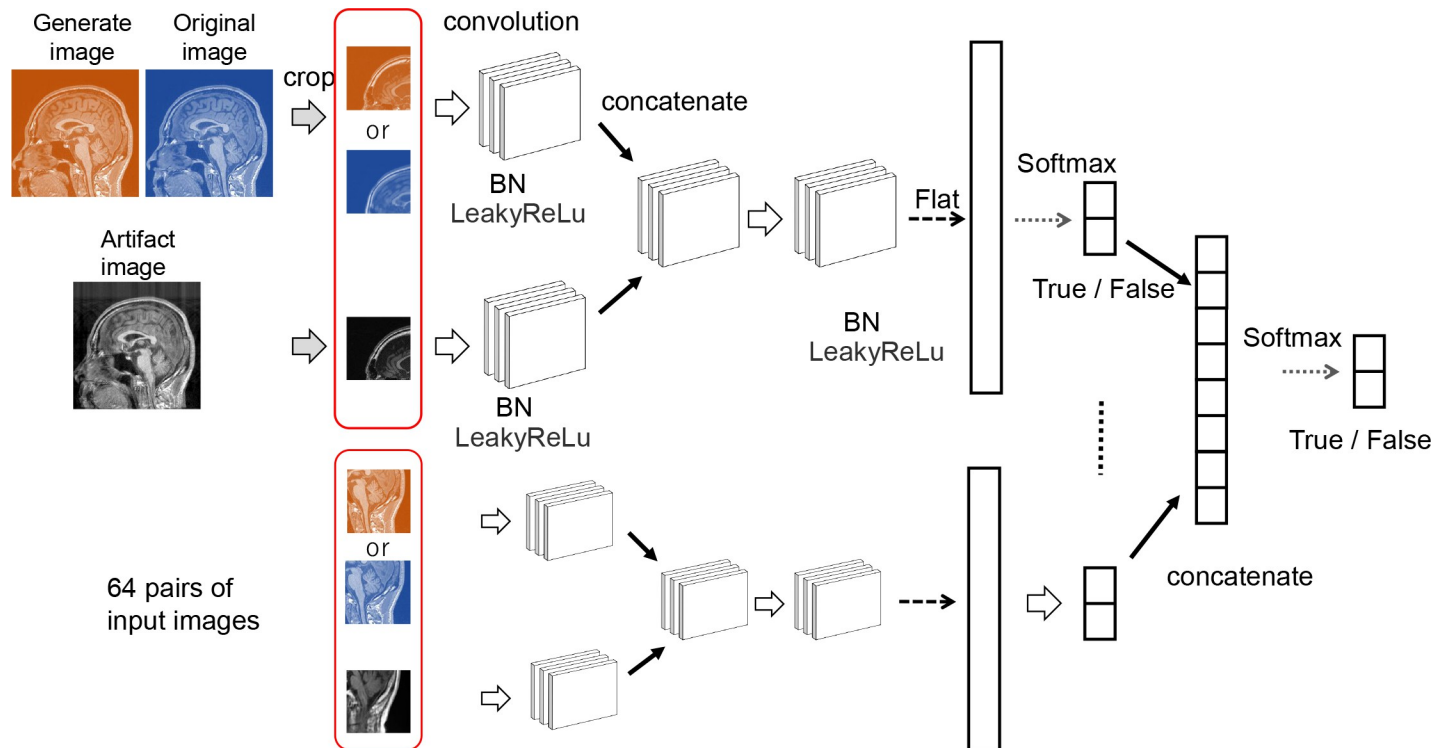 Generate
image
Original
image
crop
convolution
or
concatenate
BN
LeakyReLu
Artifact
image
BN
LeakyReLu
BN
LeakyReLu
Flat
Softmax
True / False
Softmax
True / False
64 pairs of
input images
or
concatenate